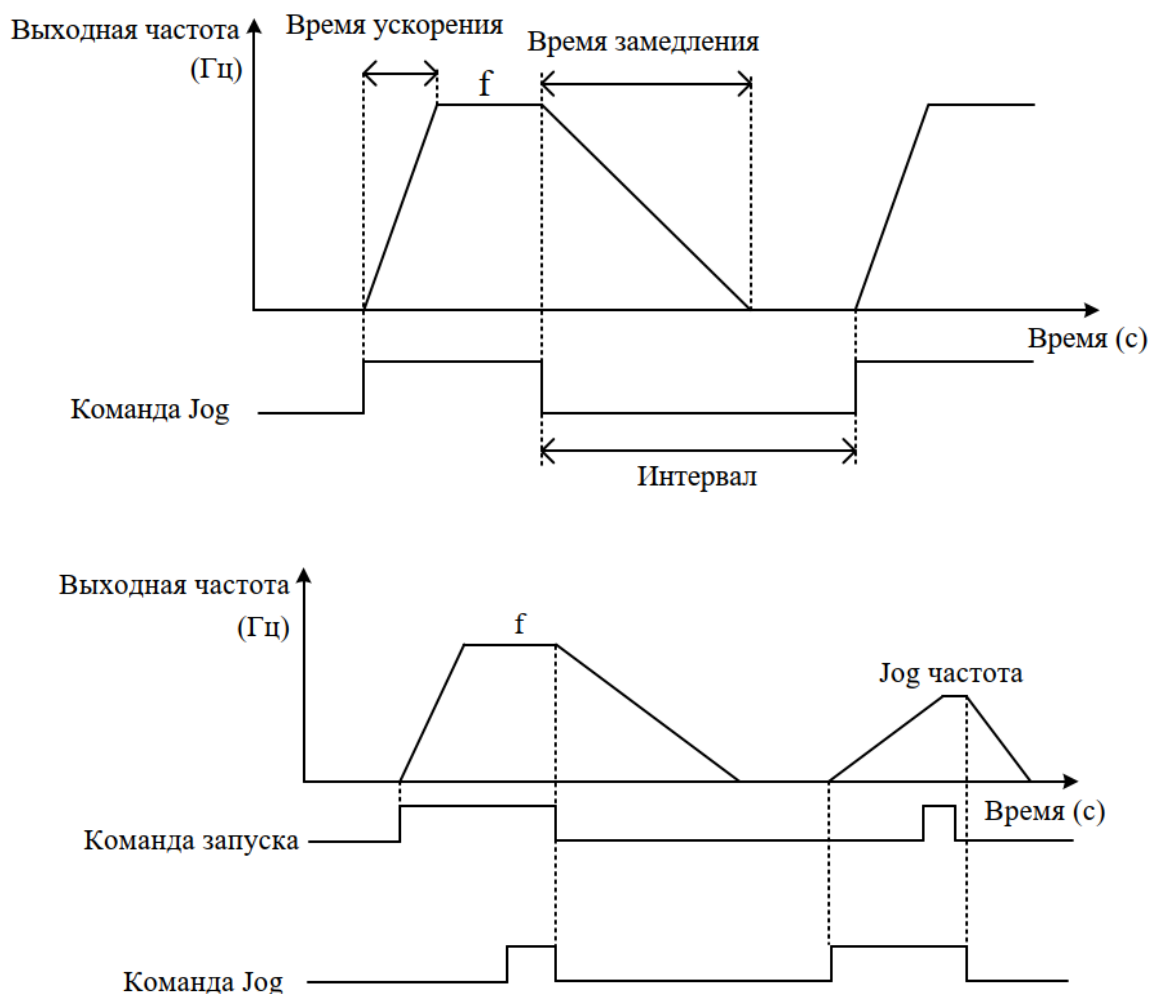 Выходная частота
(Гц)
Время ускорения
Время замедления
f
Время (с)
Команда Jog
Интервал
Выходная частота
(Гц)
f
Jog частота
Время (с)
Команда запуска
Команда Jog